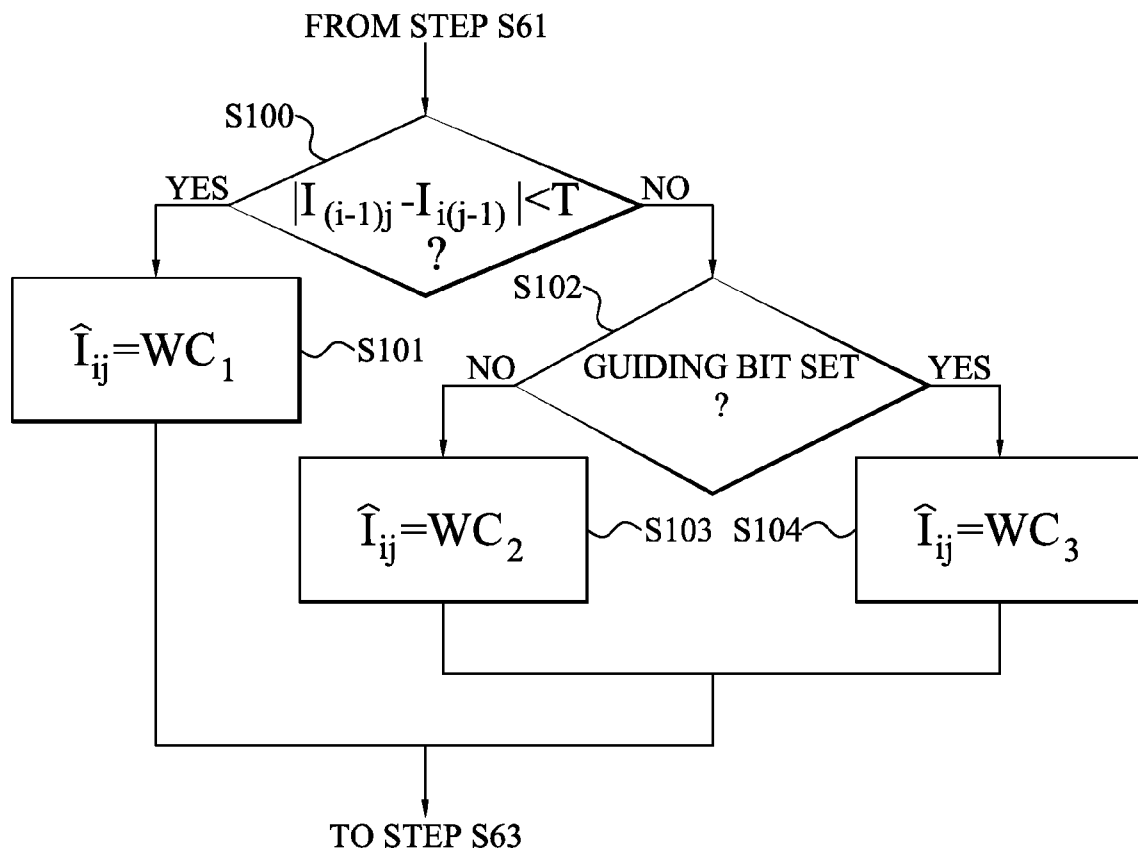 FROM STEP S61
S100
YES
|I(i-1)j -Ii(j-1) |<T
?
NO
S102
Îij=WC1
S101
NO
GUIDING BIT SET
?
YES
Îij=WC2
S103
S104
Îij=WC3
TO STEP S63